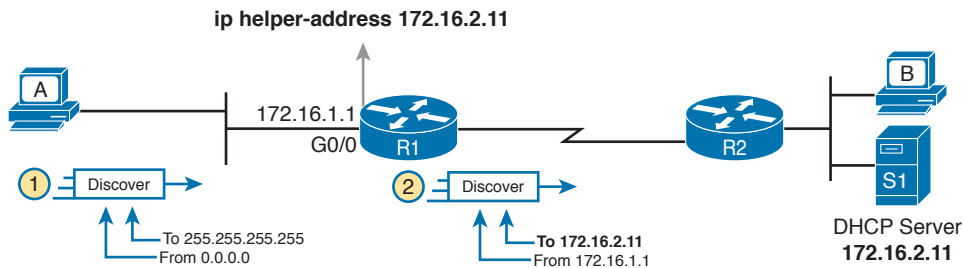 ip helper-address 172.16.2.11
A
172.16.1.1
G0/0
R1
R2
B
S1
1
Discover
2
Discover
To 255.255.255.255
From 0.0.0.0
To 172.16.2.11
From 172.16.1.1
DHCP Server
172.16.2.11